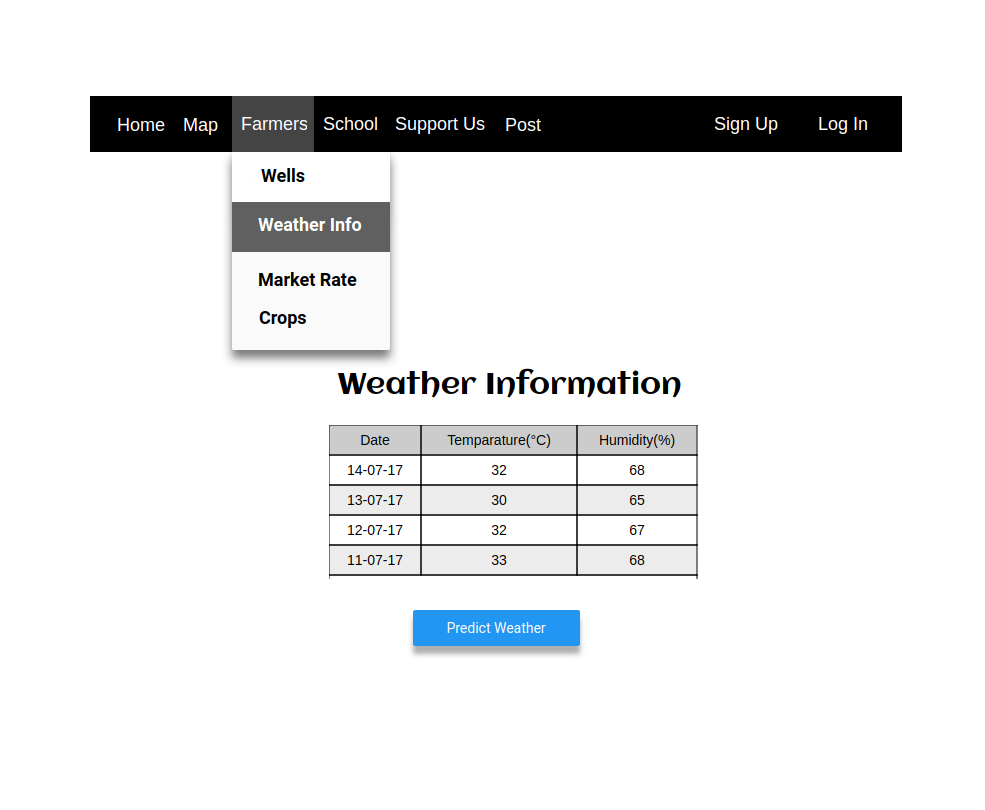 Home Map Farmers School Support Us Post Sign Up Log In
Wells
Weather Info
Market Rate
Crops
Weather Information
Date Temparature(°C) Humidity(%)
14-07-17 32 68
13-07-17 30 65
12-07-17 32 67
11-07-17 33 68
Predict Weather